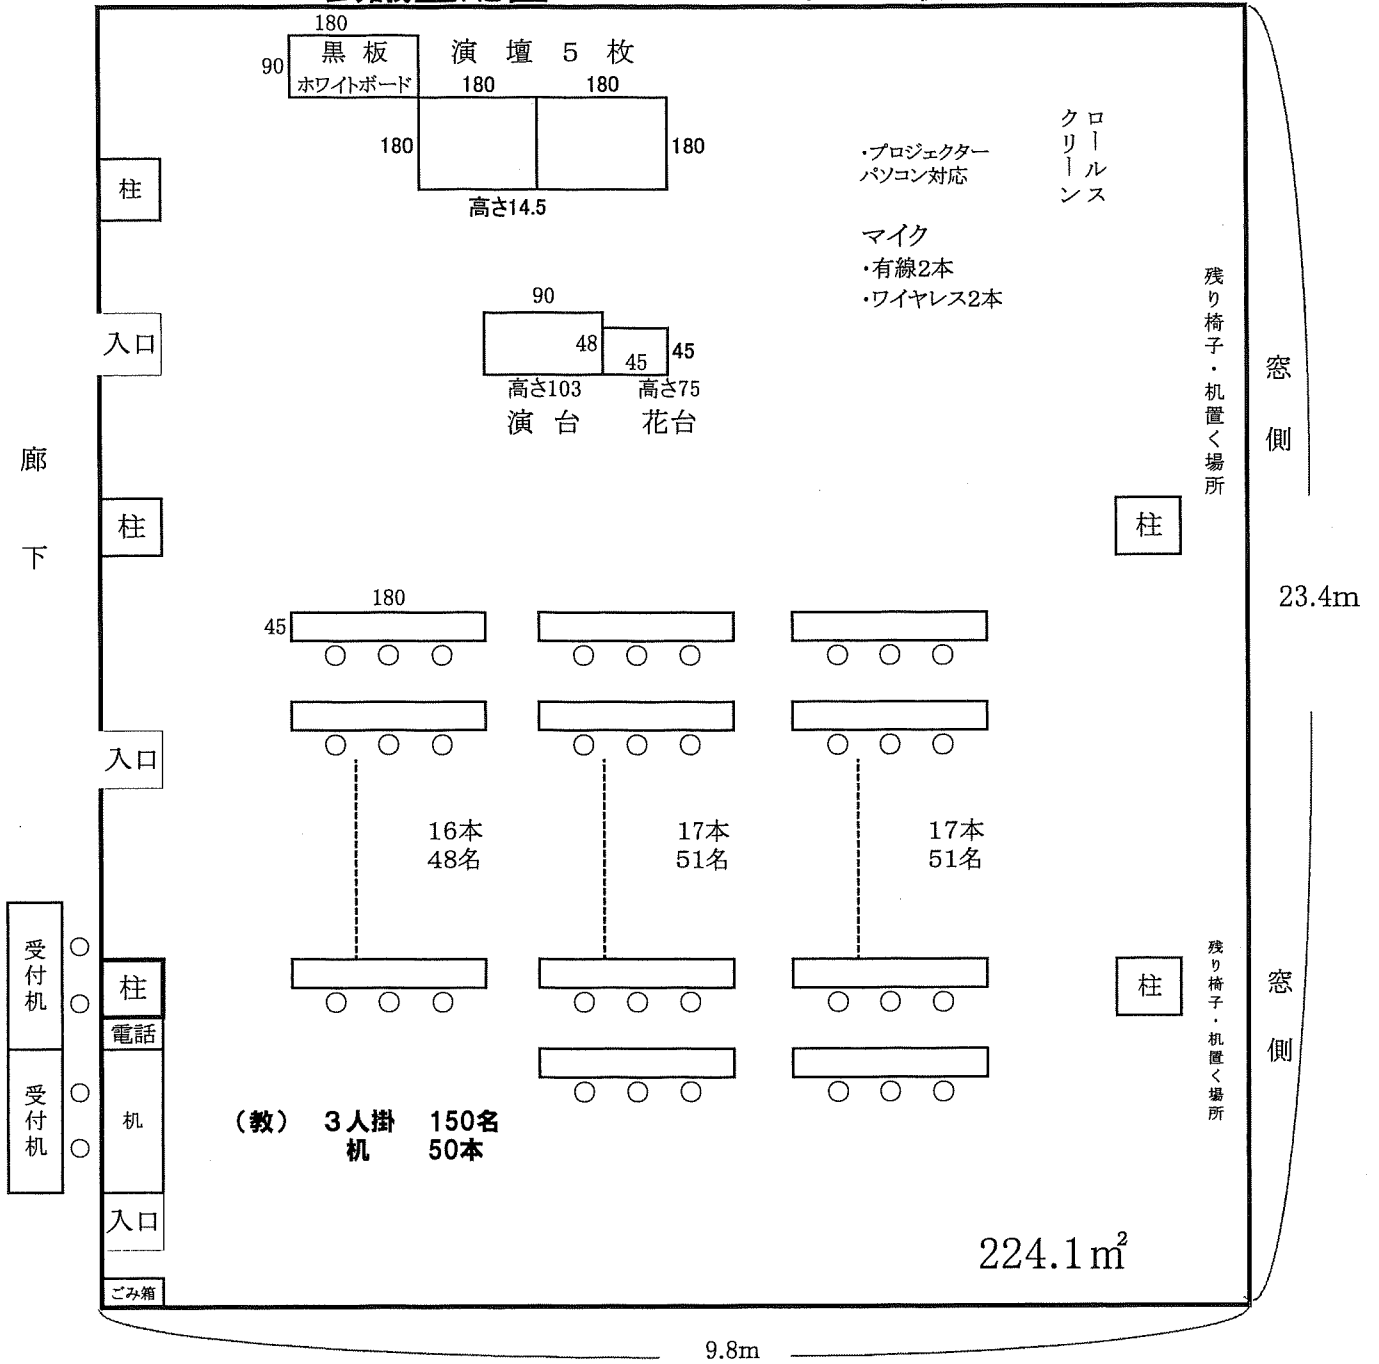 180
黒板
ホワイトボード
90
演壇 5 枚
180 180
180 180
高さ14.5
・プロジェクター
パソコン対応
ロールス
クリーン
マイク
・有線2本
・ワイヤレス2本
柱
入口
90
48
45
45
高さ103
高さ75
演台
花台
残り椅子・机置く場所
窓側
廊下
柱
柱
23.4m
180
45
入口
16本
48名
17本
51名
17本
51名
受付机
柱
電話
受付机
机
柱
残り椅子・机置く場所
窓側
(教) 3人掛 150名
机 50本
入口
ごみ箱
224.1㎡
9.8m